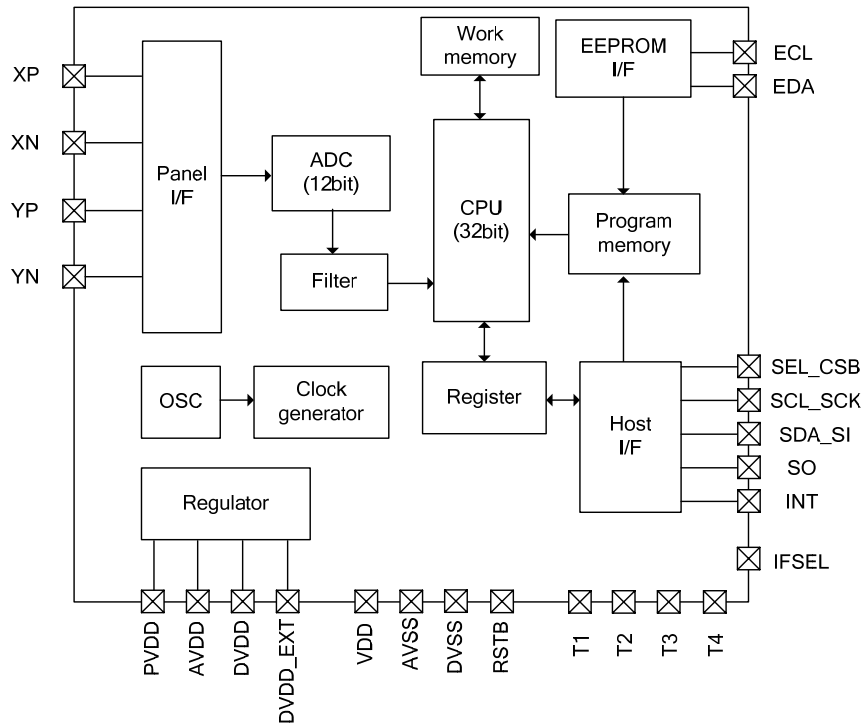 XP
XN
YP
YN
Panel
I/F
ADC
(12bit)
Filter
Work
memory
CPU
(32bit)
EEPROM
I/F
ECL
EDA
Program
memory
OSC
Clock
generator
Register
Host
I/F
SEL_CSB
SCL_SCK
SDA_SI
SO
INT
IFSEL
Regulator
PVDD
AVDD
DVDD
DVDD_EXT
VDD
AVSS
DVSS
RSTB
T1
T2
T3
T4